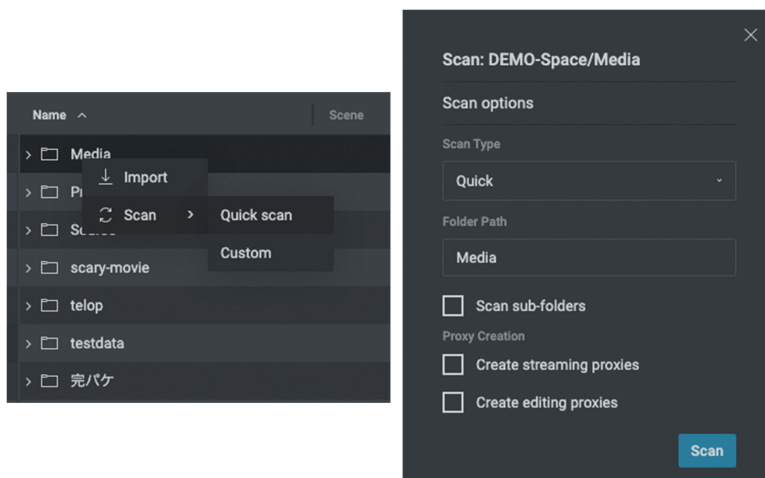 Name
Scene
Media
Import
Scan
Quick scan
Custom
scary-movie
telop
testdata
完パケ
Scan: DEMO-Space/Media
Scan options
Scan Type
Quick
Folder Path
Media
Scan sub-folders
Proxy Creation
Create streaming proxies
Create editing proxies
Scan